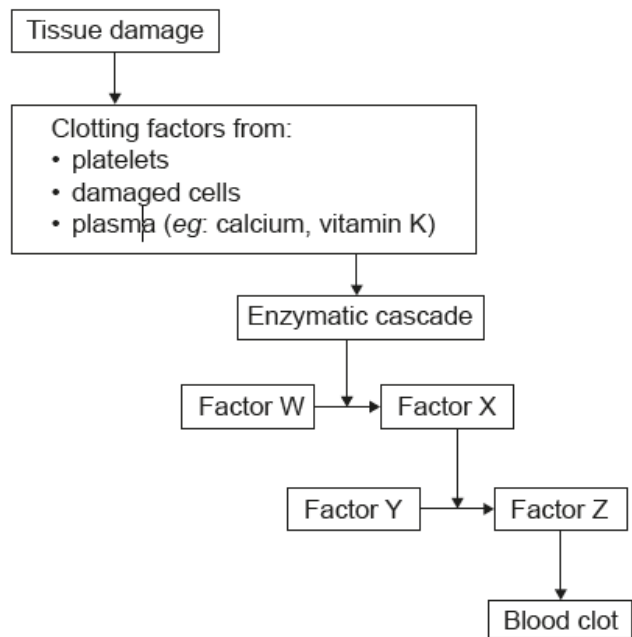 Tissue damage
Clotting factors from:
• platelets
• damaged cells
• plasma (eg: calcium, vitamin K)
Enzymatic cascade
Factor W
Factor X
Factor Y
Factor Z
Blood clot